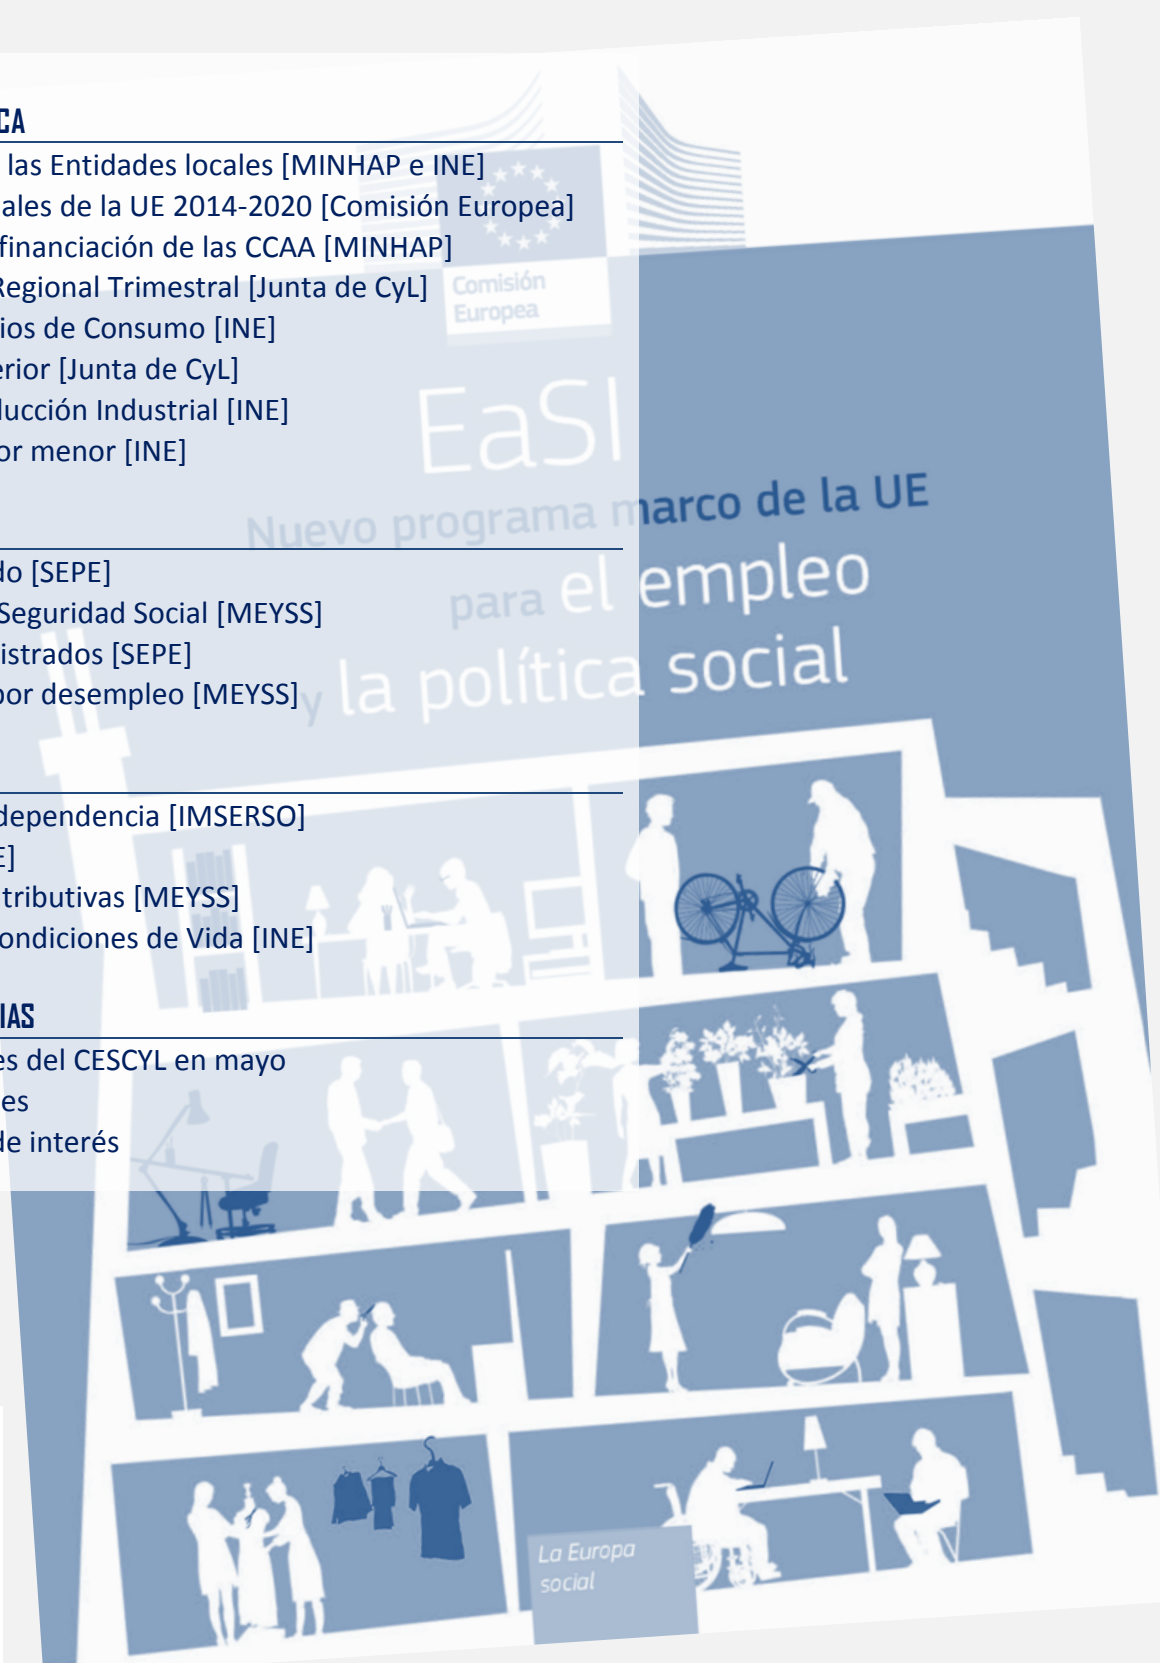 CA
las Entidades locales [MINHAP e INE]
ales de la UE 2014-2020 [Comisión Europea]
financiación de las CCAA [MINHAP]
Regional Trimestral [Junta de CyL]
ios de Consumo [INE]
erior [Junta de CyL]
ducción Industrial [INE]
or menor [INE]
do [SEPE]
Seguridad Social [MEYSS]
istrados [SEPE]
por desempleo [MEYSS]
dependencia [IMSERSO]
E]
tributivas [MEYSS]
ondiciones de Vida [INE]
IAS
es del CESCYL en mayo
es
de interés
Comisión
Europea
EaSI
Nuevo programa marco de la UE
para el empleo
y la política social
La Europa
social